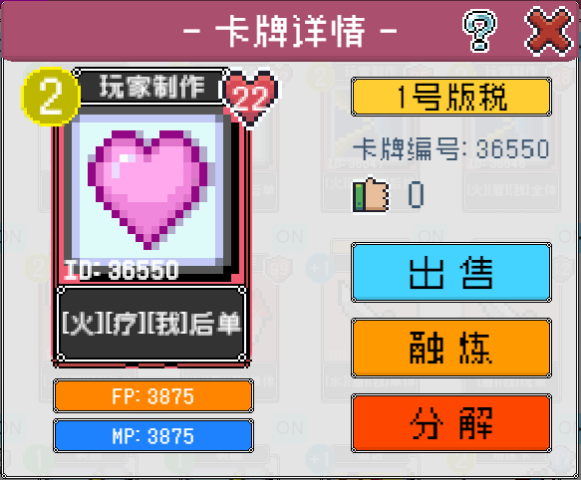 - 卡牌详情 -
2
玩家制作
22
ID: 36550
[火][疗][我]后单
FP: 3875
MP: 3875
1号版税
卡牌编号: 36550
0
出售
融炼
分解